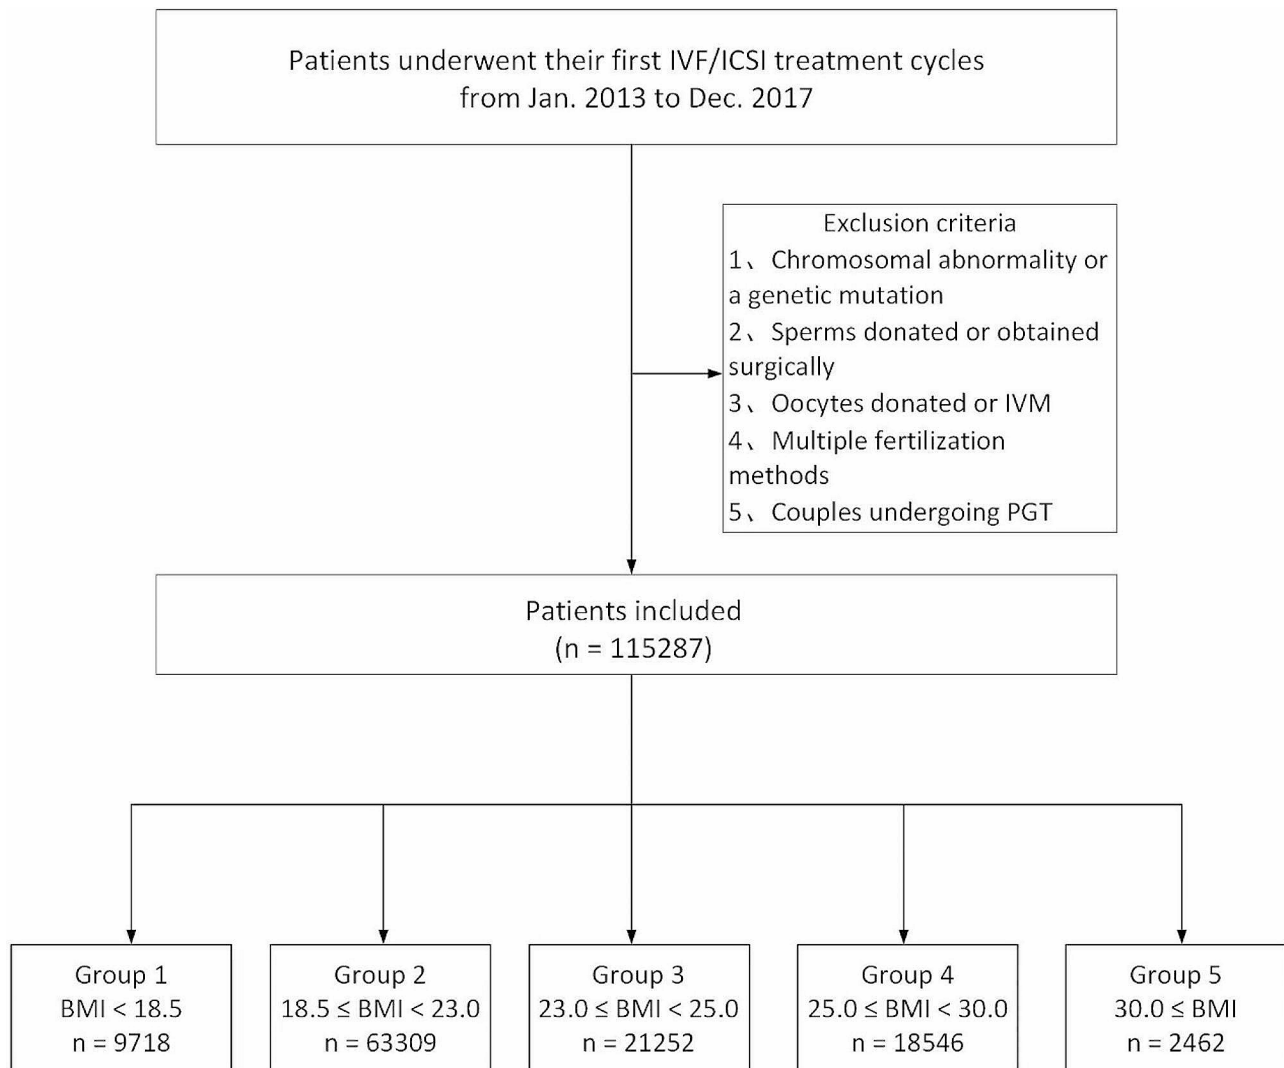 Patients underwent their first IVF/ICSI treatment cycles
from Jan. 2013 to Dec. 2017
Exclusion criteria
1、Chromosomal abnormality or
a genetic mutation
2、Sperms donated or obtained
surgically
3、Oocytes donated or IVM
4、Multiple fertilization
methods
5、Couples undergoing PGT
Patients included
(n = 115287)
Group 1
BMI < 18.5
n = 9718
Group 2
18.5 ≤ BMI < 23.0
n = 63309
Group 3
23.0 ≤ BMI < 25.0
n = 21252
Group 4
25.0 ≤ BMI < 30.0
n = 18546
Group 5
30.0 ≤ BMI
n = 2462